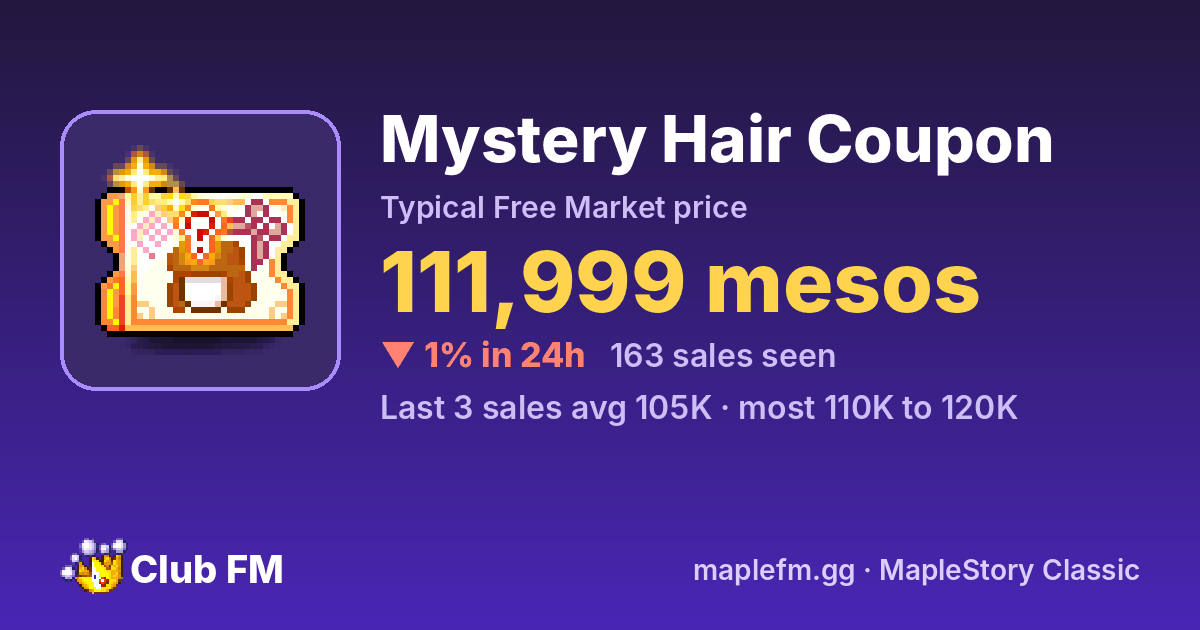 Mystery Hair Coupon
Typical Free Market price
111,999 mesos
▼ 1% in 24h 163 sales seen
Last 3 sales avg 105K · most 110K to 120K
Club FM
maplefm.gg · MapleStory Classic